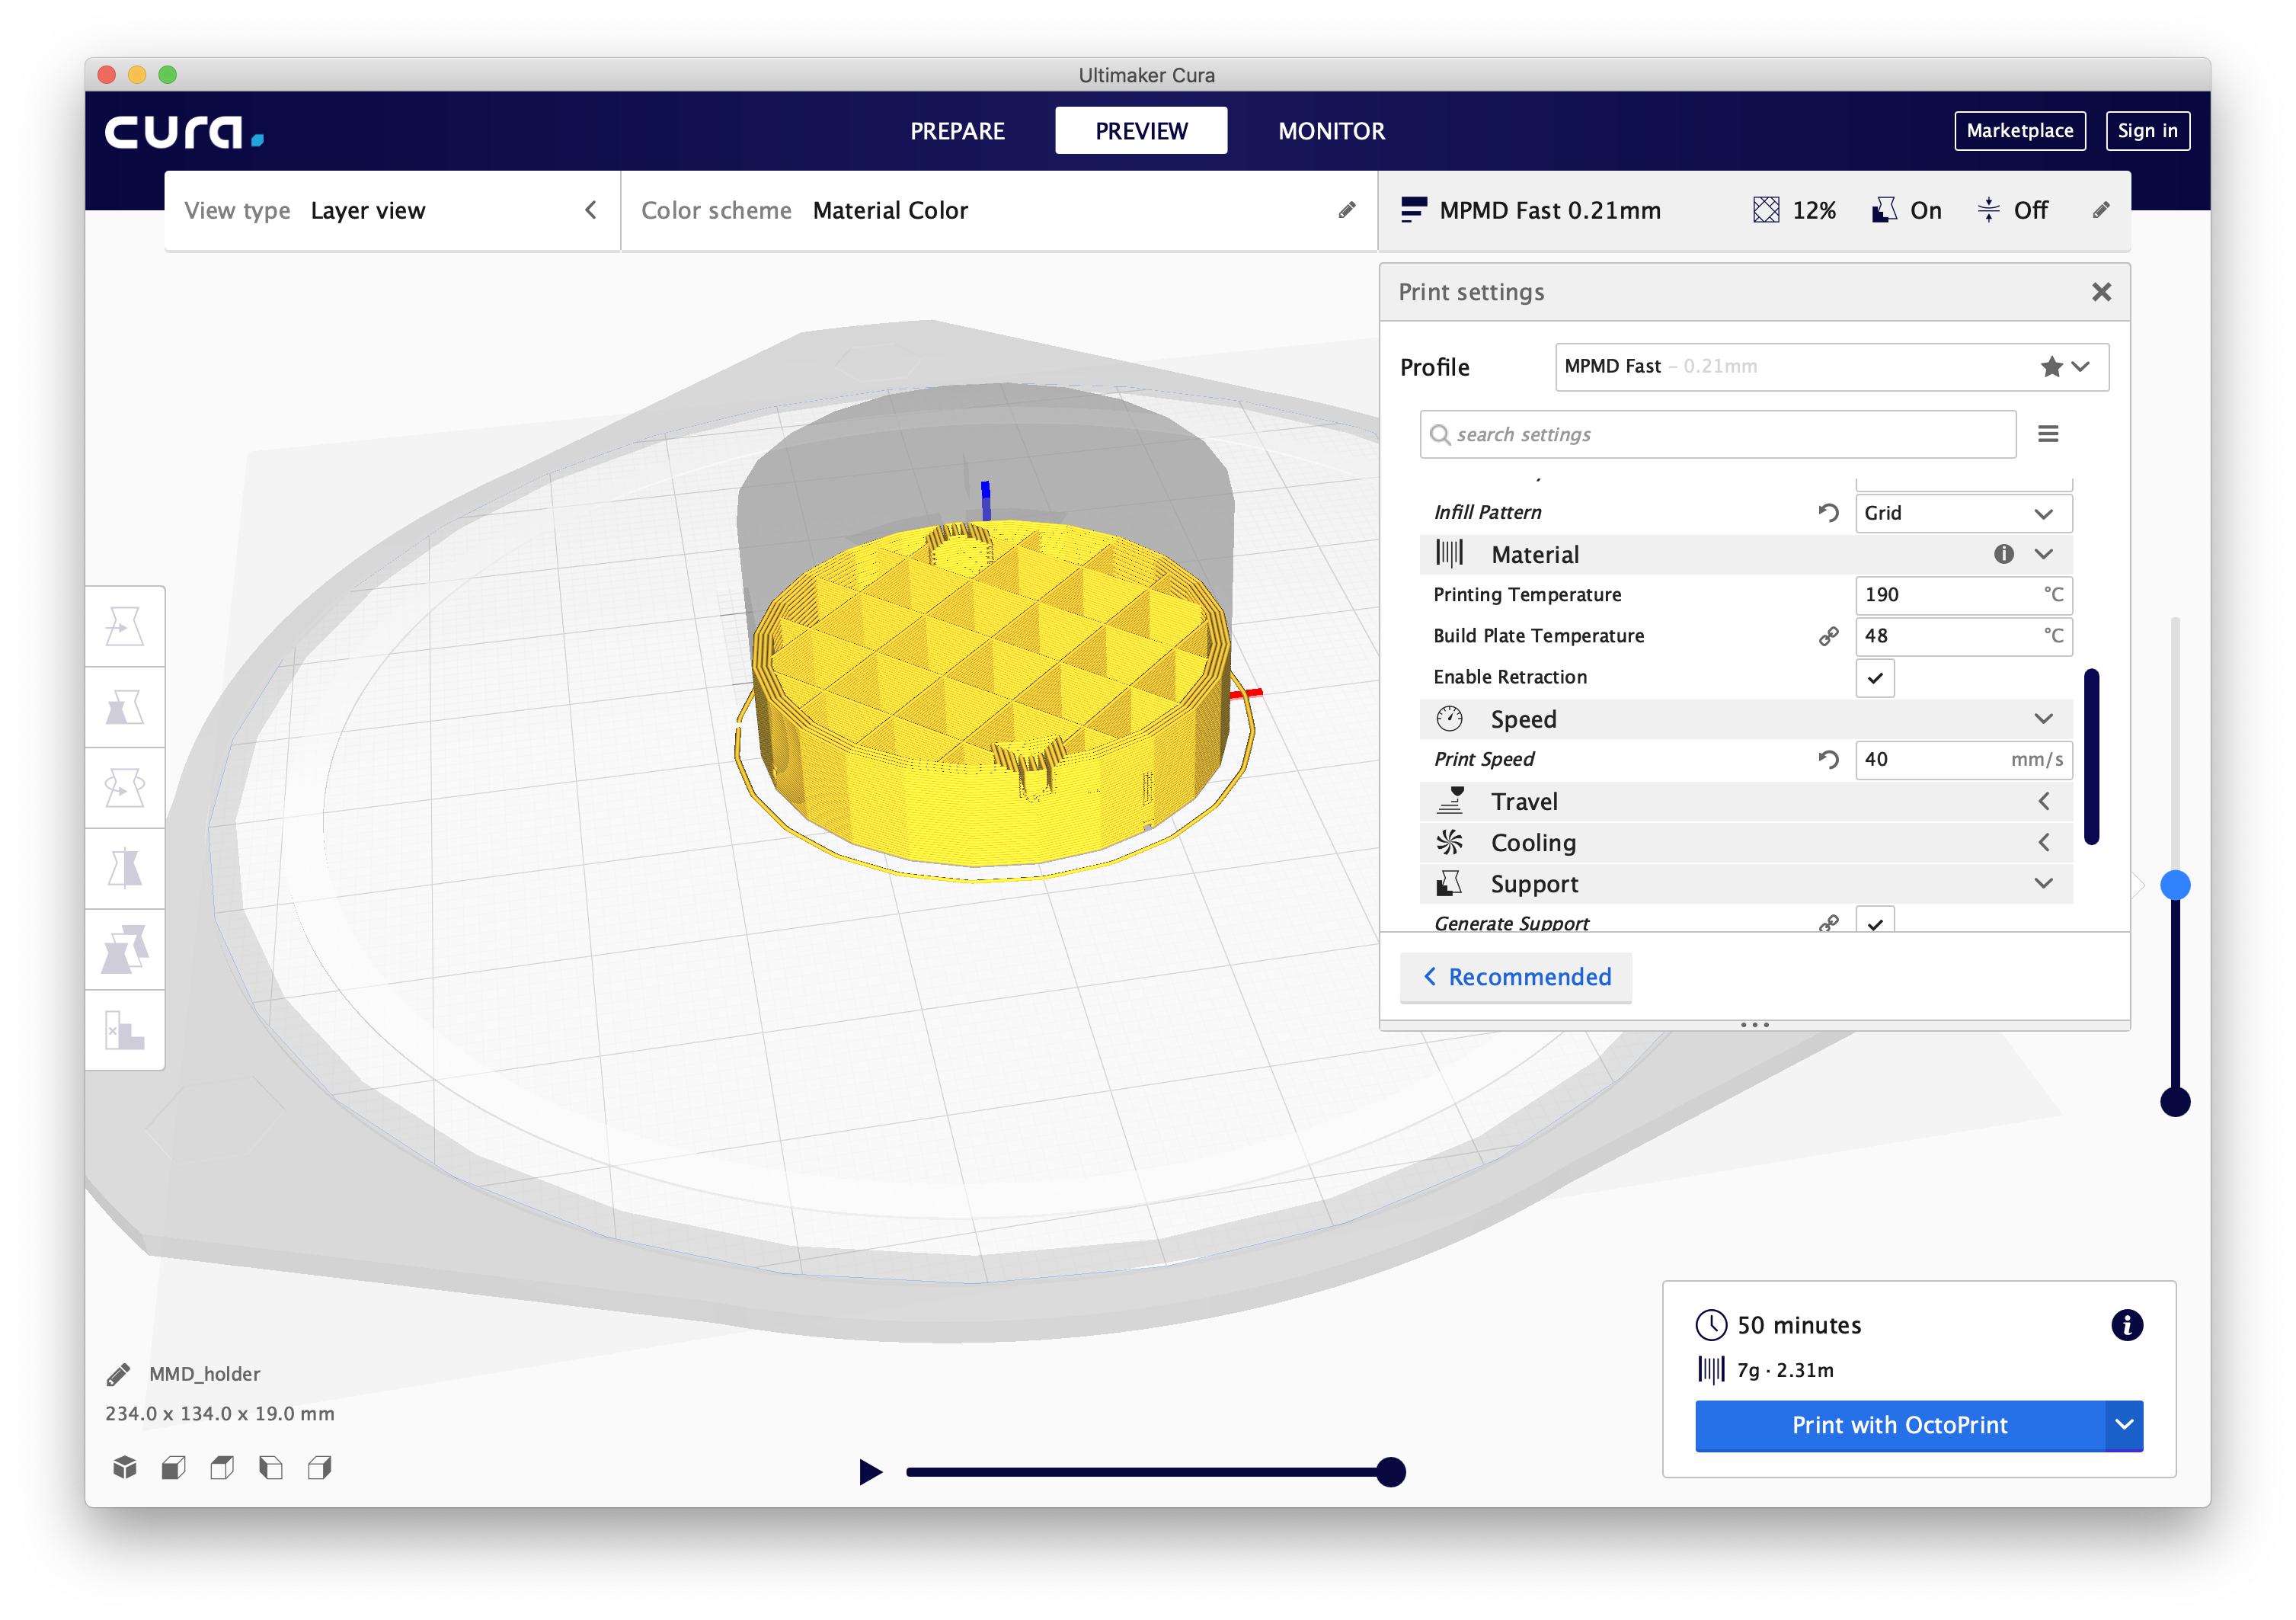 Ultimaker Cura
cura.
PREPARE
PREVIEW
MONITOR
Marketplace
Sign in
View type Layer view
Color scheme Material Color
MPMD Fast 0.21mm
12%
On
Off
Print settings
Profile
MPMD Fast – 0.21mm
search settings
Infill Pattern
Grid
Material
Printing Temperature
190 °C
Build Plate Temperature
48 °C
Enable Retraction
Speed
Print Speed
40 mm/s
Travel
Cooling
Support
Generate Support
Recommended
50 minutes
7g · 2.31m
Print with OctoPrint
MMD_holder
234.0 x 134.0 x 19.0 mm